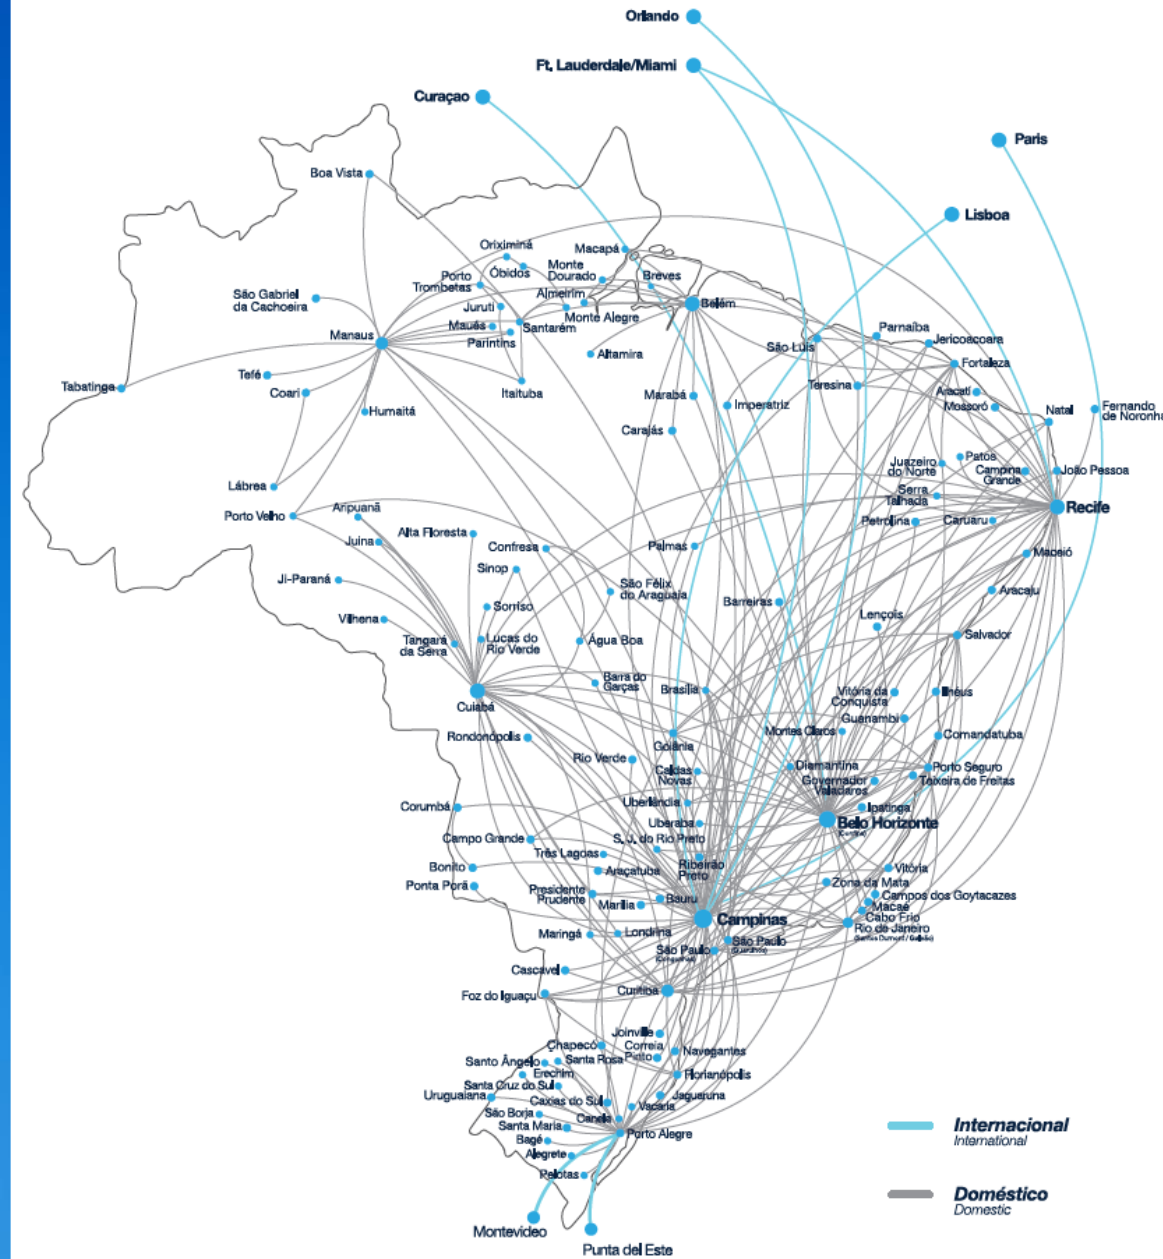 Orlando
Ft. Lauderdale/Miami
Curaçao
Paris
Boa Vista
Lisboa
Oriximiná
Macapá
Óbidos
Monte
Dourado
Breves
Porto
Trombetas
Almeirim
São Gabriel
da Cachoeira
Belém
Juruti
Monte Alegre
Maués
Santarém
Parnaíba
Manaus
Parintins
São Luís
Jericoacoara
Altamira
Fortaleza
Tefé
Tabatinga
Teresina
Coari
Itaituba
Marabá
Aracati
Imperatriz
Mossoró
Fernando
de Noronha
Humaitá
Natal
Carajás
Patos
Juazeiro
do Norte
Campina
Grande
João Pessoa
Lábrea
Serra
Talhada
Recife
Porto Velho
Aripuanã
Petrolina
Caruaru
Alta Floresta
Juína
Confresa
Palmas
Maceió
Sinop
Ji-Paraná
São Félix
do Araguaia
Aracaju
Sorriso
Barreiras
Vilhena
Lençois
Tangará
da Serra
Lucas do
Rio Verde
Água Boa
Salvador
Barra do
Garças
Brasília
Vitória da
Conquista
Ilhéus
Cuiabá
Guanambi
Rondonópolis
Montes Claros
Comandatuba
Goiânia
Rio Verde
Diamantina
Porto Seguro
Caldas
Novas
Governador
Valadares
Teixeira de Freitas
Corumbá
Uberlândia
Ipatinga
Uberaba
Belo Horizonte
(Confins)
Campo Grande
S. J. do Rio Preto
Três Lagoas
Ribeirão
Preto
Bonito
Araçatuba
Vitória
Ponta Porã
Zona da Mata
Presidente
Prudente
Bauru
Campos dos Goytacazes
Marília
Macaé
Campinas
Cabo Frio
Maringá
Londrina
Rio de Janeiro
(Santos Dumont / Galeão)
São Paulo
(Congonhas)
São Paulo
(Guarulhos)
Cascavel
Foz do Iguaçu
Curitiba
Joinville
Chapecó
Correia
Pinto
Navegantes
Santo Ângelo
Santa Rosa
Erechim
Florianópolis
Santa Cruz do Sul
Uruguaiana
Caxias do Sul
Jaguaruna
Vacaria
São Borja
Canela
Santa Maria
Porto Alegre
Bagé
Alegrete
Pelotas
Montevideo
Punta del Este
Internacional
International
Doméstico
Domestic